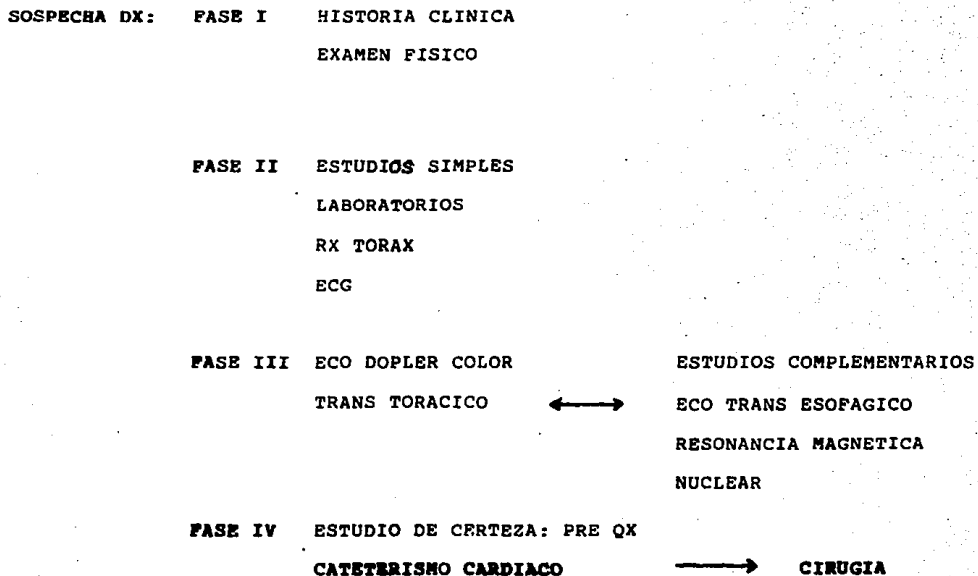 SOSPECHA DX: FASE I HISTORIA CLINICA
EXAMEN FISICO
FASE II ESTUDIOS SIMPLES
LABORATORIOS
RX TORAX
ECG
FASE III ECO DOPLER COLOR ESTUDIOS COMPLEMENTARIOS
TRANS TORACICO ⟷ ECO TRANS ESOFAGICO
RESONANCIA MAGNETICA
NUCLEAR
FASE IV ESTUDIO DE CERTEZA: PRE QX
CATETERISMO CARDIACO ⟶ CIRUGIA